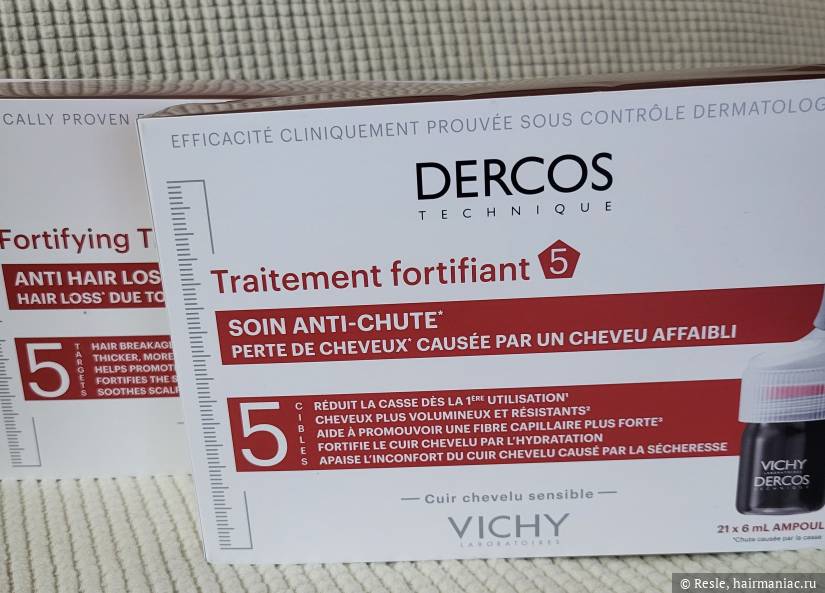 CALLY PROVEN
Fortifying T
ANTI HAIR LOS
HAIR LOSS* DUE TO
5
TARGETS
HAIR BREAKAG
THICKER, MORE
HELPS PROMOT
FORTIFIES THE S
SOOTHES SCAL
EFFICACITÉ CLINIQUEMENT PROUVÉE SOUS CONTRÔLE DERMATOLOG
DERCOS
TECHNIQUE
Traitement fortifiant 5
SOIN ANTI-CHUTE*
PERTE DE CHEVEUX* CAUSÉE PAR UN CHEVEU AFFAIBLI
5
CIBLES
RÉDUIT LA CASSE DÈS LA 1ÈRE UTILISATION¹
CHEVEUX PLUS VOLUMINEUX ET RÉSISTANTS²
AIDE À PROMOUVOIR UNE FIBRE CAPILLAIRE PLUS FORTE³
FORTIFIE LE CUIR CHEVELU PAR L'HYDRATATION
APAISE L'INCONFORT DU CUIR CHEVELU CAUSÉ PAR LA SÉCHERESSE
Cuir chevelu sensible
VICHY
LABORATOIRES
VICHY
LABORATOIRES
DERCOS
TECHNIQUE
21 x 6 mL AMPOUL
*Chute causée par la casse
© Resle, hairmaniac.ru